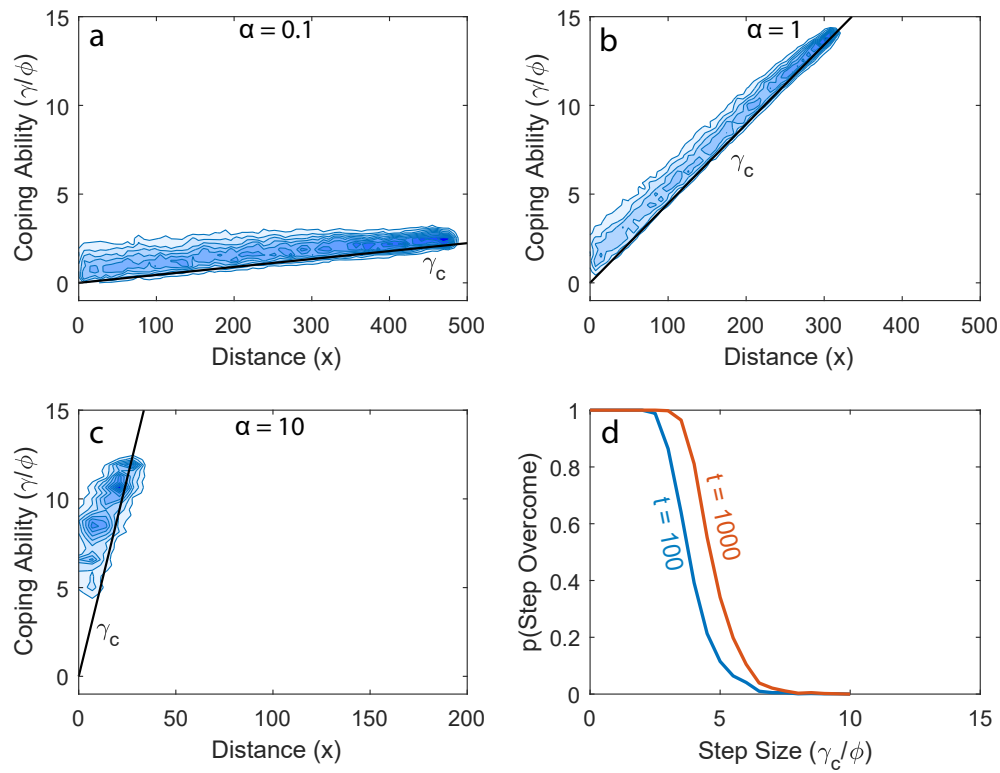 a
α = 0.1
15
10
5
0
Coping Ability (γ/ϕ)
γc
0 100 200 300 400 500
Distance (x)
b
α = 1
15
10
5
0
Coping Ability (γ/ϕ)
γc
0 100 200 300 400 500
Distance (x)
c
α = 10
15
10
5
0
Coping Ability (γ/ϕ)
γc
0 50 100 150 200
Distance (x)
d
1
0.8
0.6
0.4
0.2
0
p(Step Overcome)
t = 100
t = 1000
0 5 10 15
Step Size (γc/ϕ)